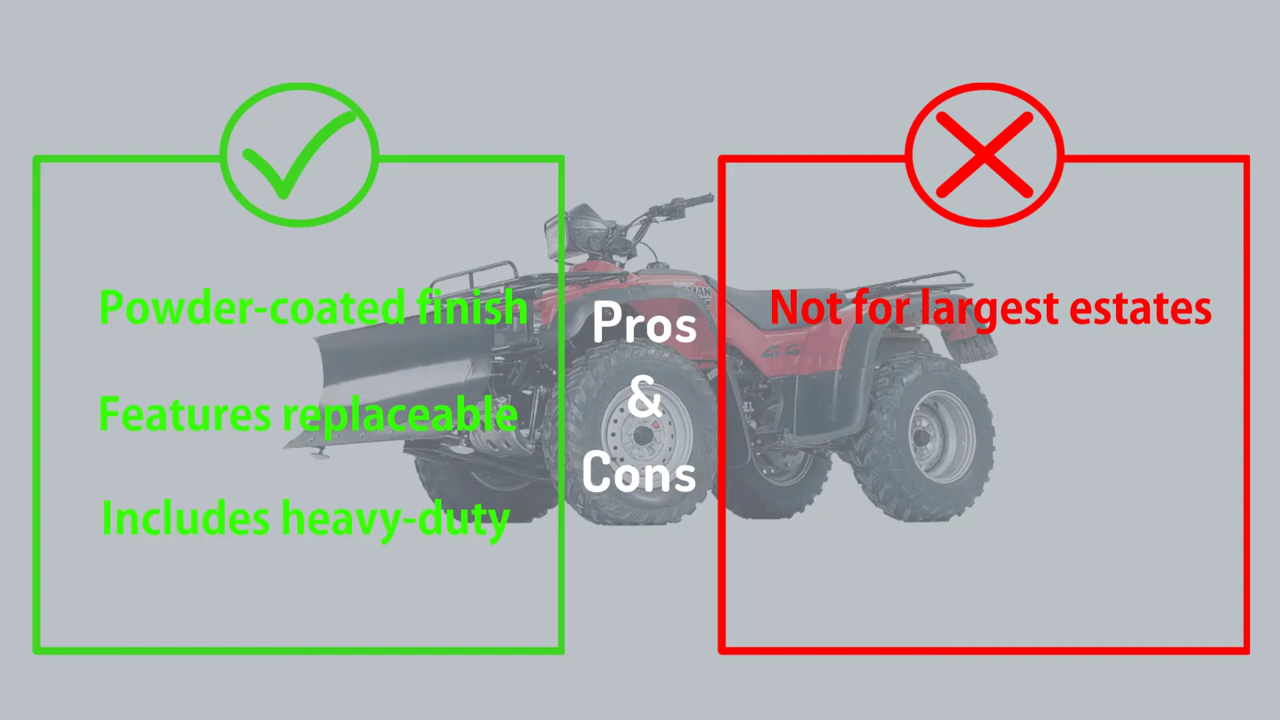 Powder-coated finish
Features replaceable
Includes heavy-duty
Pros
&
Cons
Not for largest estates